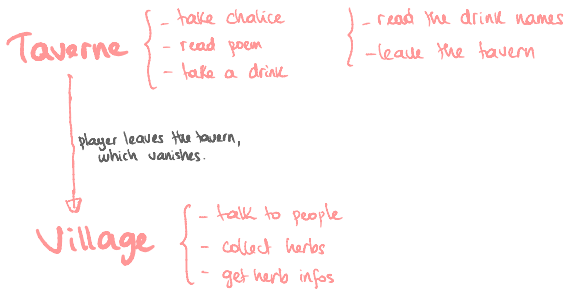 Taverne
- take chalice
- read poem
- take a drink
- read the drink names
- leave the tavern
player leaves the tavern,
which vanishes.
Village
- talk to people
- collect herbs
- get herb infos